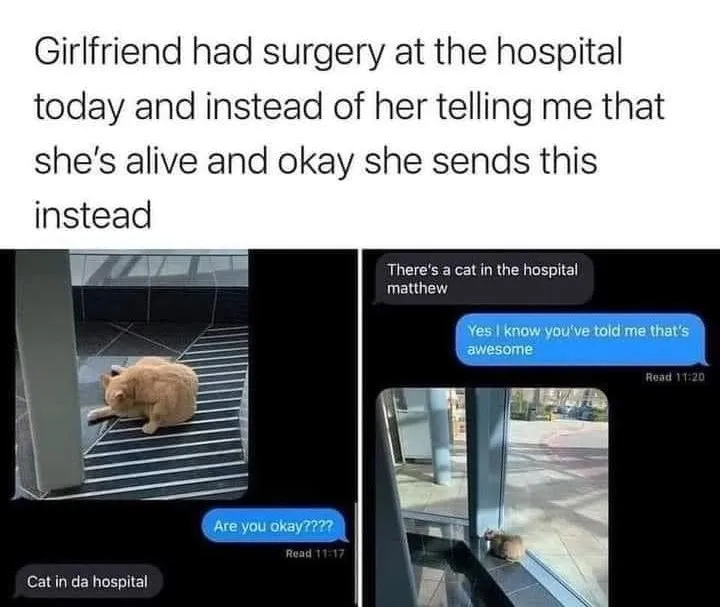 Girlfriend had surgery at the hospital
today and instead of her telling me that
she's alive and okay she sends this
instead
Are you okay????
Read 11:17
Cat in da hospital
There's a cat in the hospital
matthew
Yes I know you've told me that's
awesome
Read 11:20